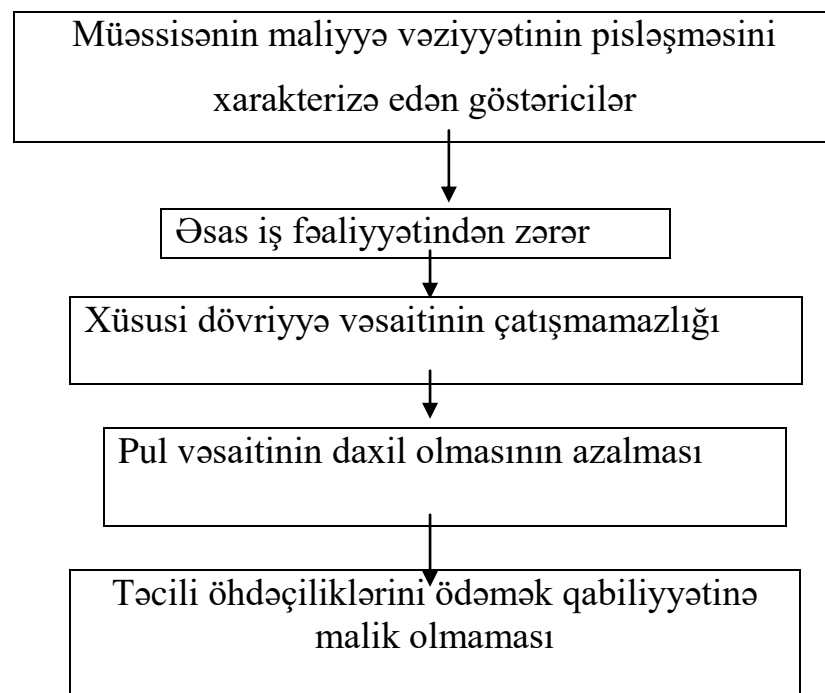 Müəssisənin maliyyə vəziyyətinin pisləşməsini
xarakterizə edən göstəricilər
Əsas iş fəaliyyətindən zərər
Xüsusi dövriyyə vəsaitinin çatışmamazlığı
Pul vəsaitinin daxil olmasının azalması
Təcili öhdəçiliklərini ödəmək qabiliyyətinə
malik olmaması